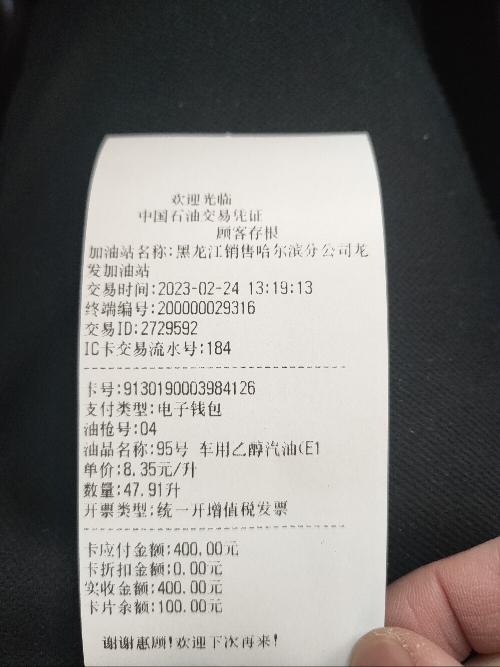 欢迎光临
中国石油交易凭证
顾客存根
加油站名称:黑龙江销售哈尔滨分公司龙
发加油站
交易时间:2023-02-24 13:19:13
终端编号:200000029316
交易ID:2729592
IC卡交易流水号:184
卡号:9130190003984126
支付类型:电子钱包
油枪号:04
油品名称:95号 车用乙醇汽油(E1
单价:8.35元/升
数量:47.91升
开票类型:统一开增值税发票
卡应付金额:400.00元
卡折扣金额:0.00元
实收金额:400.00元
卡片余额:100.00元
谢谢惠顾!欢迎下次再来!